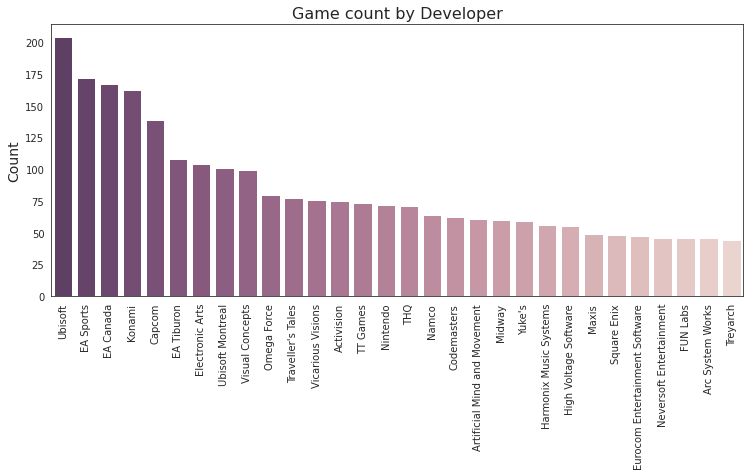 Game count by Developer
Count
200
175
150
125
100
75
50
25
0
Ubisoft
EA Sports
EA Canada
Konami
Capcom
EA Tiburon
Electronic Arts
Ubisoft Montreal
Visual Concepts
Omega Force
Traveller's Tales
Vicarious Visions
Activision
TT Games
Nintendo
THQ
Namco
Codemasters
Artificial Mind and Movement
Midway
Yuke's
Harmonix Music Systems
High Voltage Software
Maxis
Square Enix
Eurocom Entertainment Software
Neversoft Entertainment
FUN Labs
Arc System Works
Treyarch